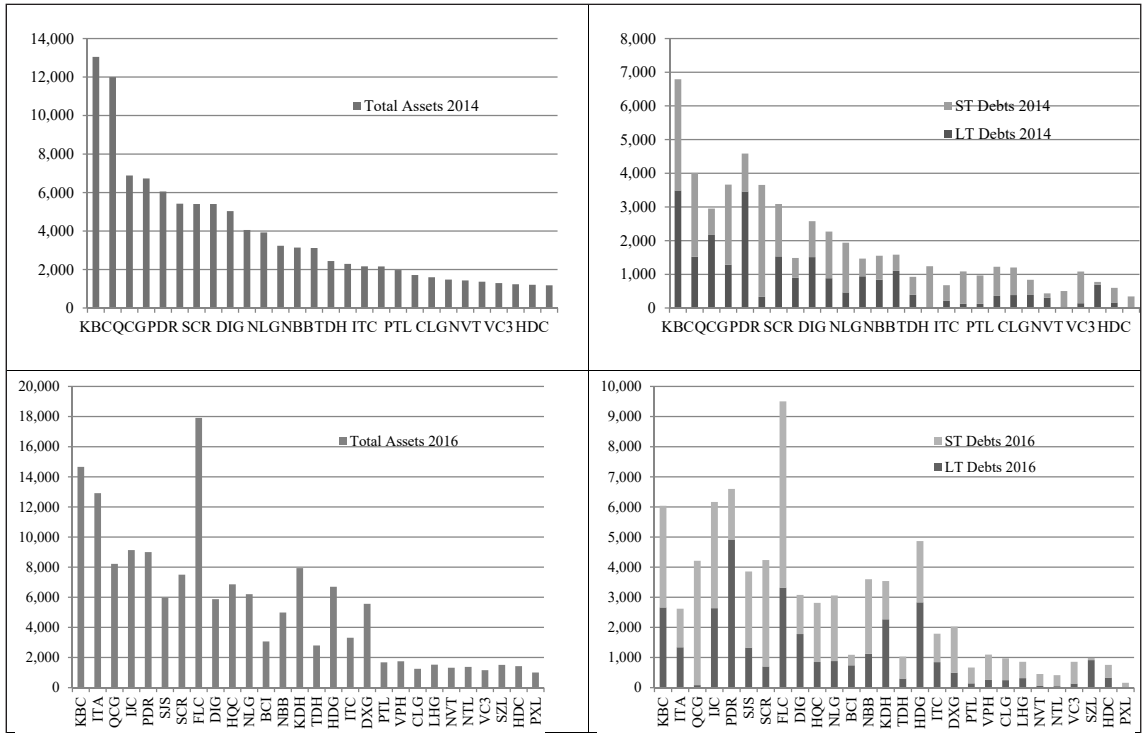 14,000
12,000
10,000
8,000
6,000
4,000
2,000
0
Total Assets 2014
KBC QCG PDR SCR DIG NLG NBB TDH ITC PTL CLG NVT VC3 HDC
8,000
7,000
6,000
5,000
4,000
3,000
2,000
1,000
0
ST Debts 2014
LT Debts 2014
KBC QCG PDR SCR DIG NLG NBB TDH ITC PTL CLG NVT VC3 HDC
20,000
18,000
16,000
14,000
12,000
10,000
8,000
6,000
4,000
2,000
0
Total Assets 2016
KBC
ITA
QCG
IJC
PDR
SJS
SCR
FLC
DIG
HQC
NLG
BCI
NBB
KDH
TDH
HDG
ITC
DXG
PTL
VPH
CLG
LHG
NVT
NTL
VC3
SZL
HDC
PXL
10,000
9,000
8,000
7,000
6,000
5,000
4,000
3,000
2,000
1,000
0
ST Debts 2016
LT Debts 2016
KBC
ITA
QCG
IJC
PDR
SJS
SCR
FLC
DIG
HQC
NLG
BCI
NBB
KDH
TDH
HDG
ITC
DXG
PTL
VPH
CLG
LHG
NVT
NTL
VC3
SZL
HDC
PXL